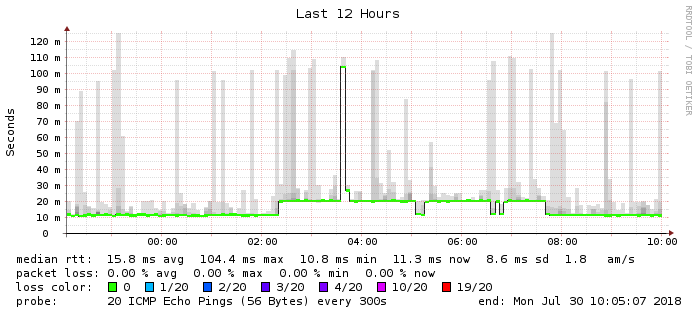 Last 12 Hours
RRDTOOL / TOBI OETIKER
Seconds
120 m
110 m
100 m
90 m
80 m
70 m
60 m
50 m
40 m
30 m
20 m
10 m
0
00:00 02:00 04:00 06:00 08:00 10:00
median rtt: 15.8 ms avg 104.4 ms max 10.8 ms min 11.3 ms now 8.6 ms sd 1.8 am/s
packet loss: 0.00 % avg 0.00 % max 0.00 % min 0.00 % now
loss color: 0 1/20 2/20 3/20 4/20 10/20 19/20
probe: 20 ICMP Echo Pings (56 Bytes) every 300s end: Mon Jul 30 10:05:07 2018